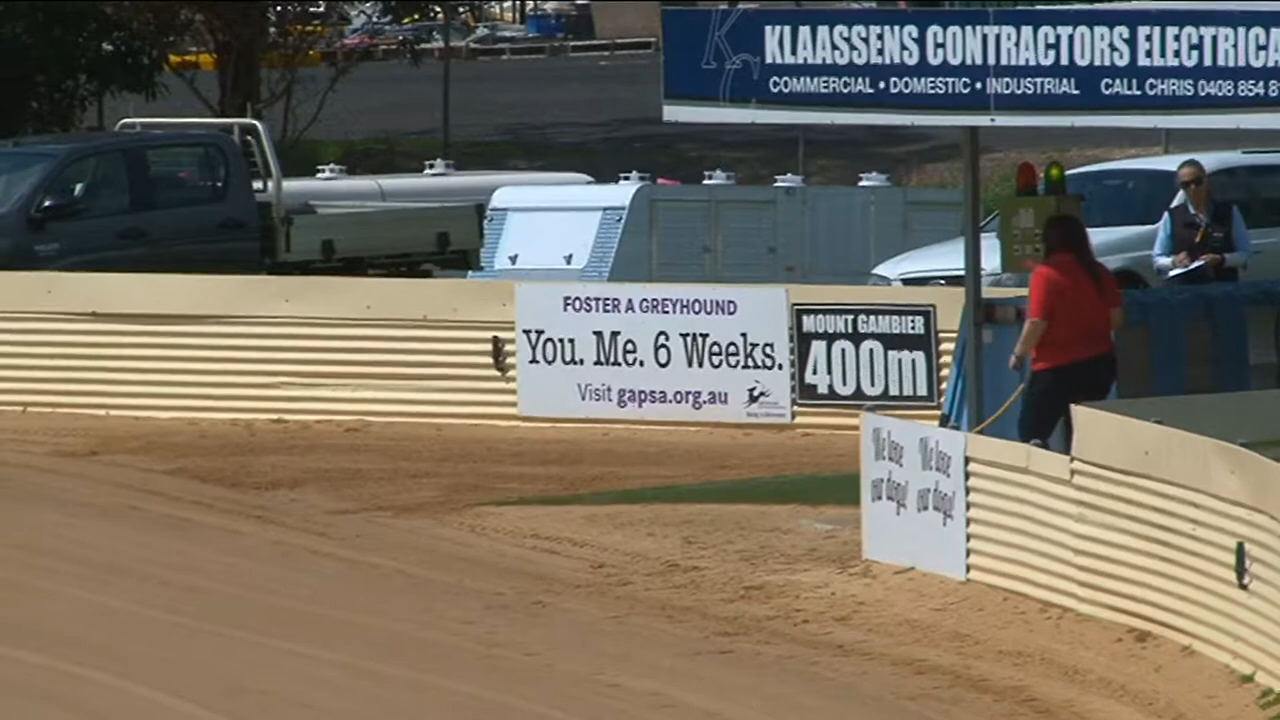 KLAASSENS CONTRACTORS ELECTRICA
COMMERCIAL • DOMESTIC • INDUSTRIAL CALL CHRIS 0408 854 8
FOSTER A GREYHOUND
You. Me. 6 Weeks.
Visit gapsa.org.au
MOUNT GAMBIER
400m
We love We love
our dogs! our dogs!